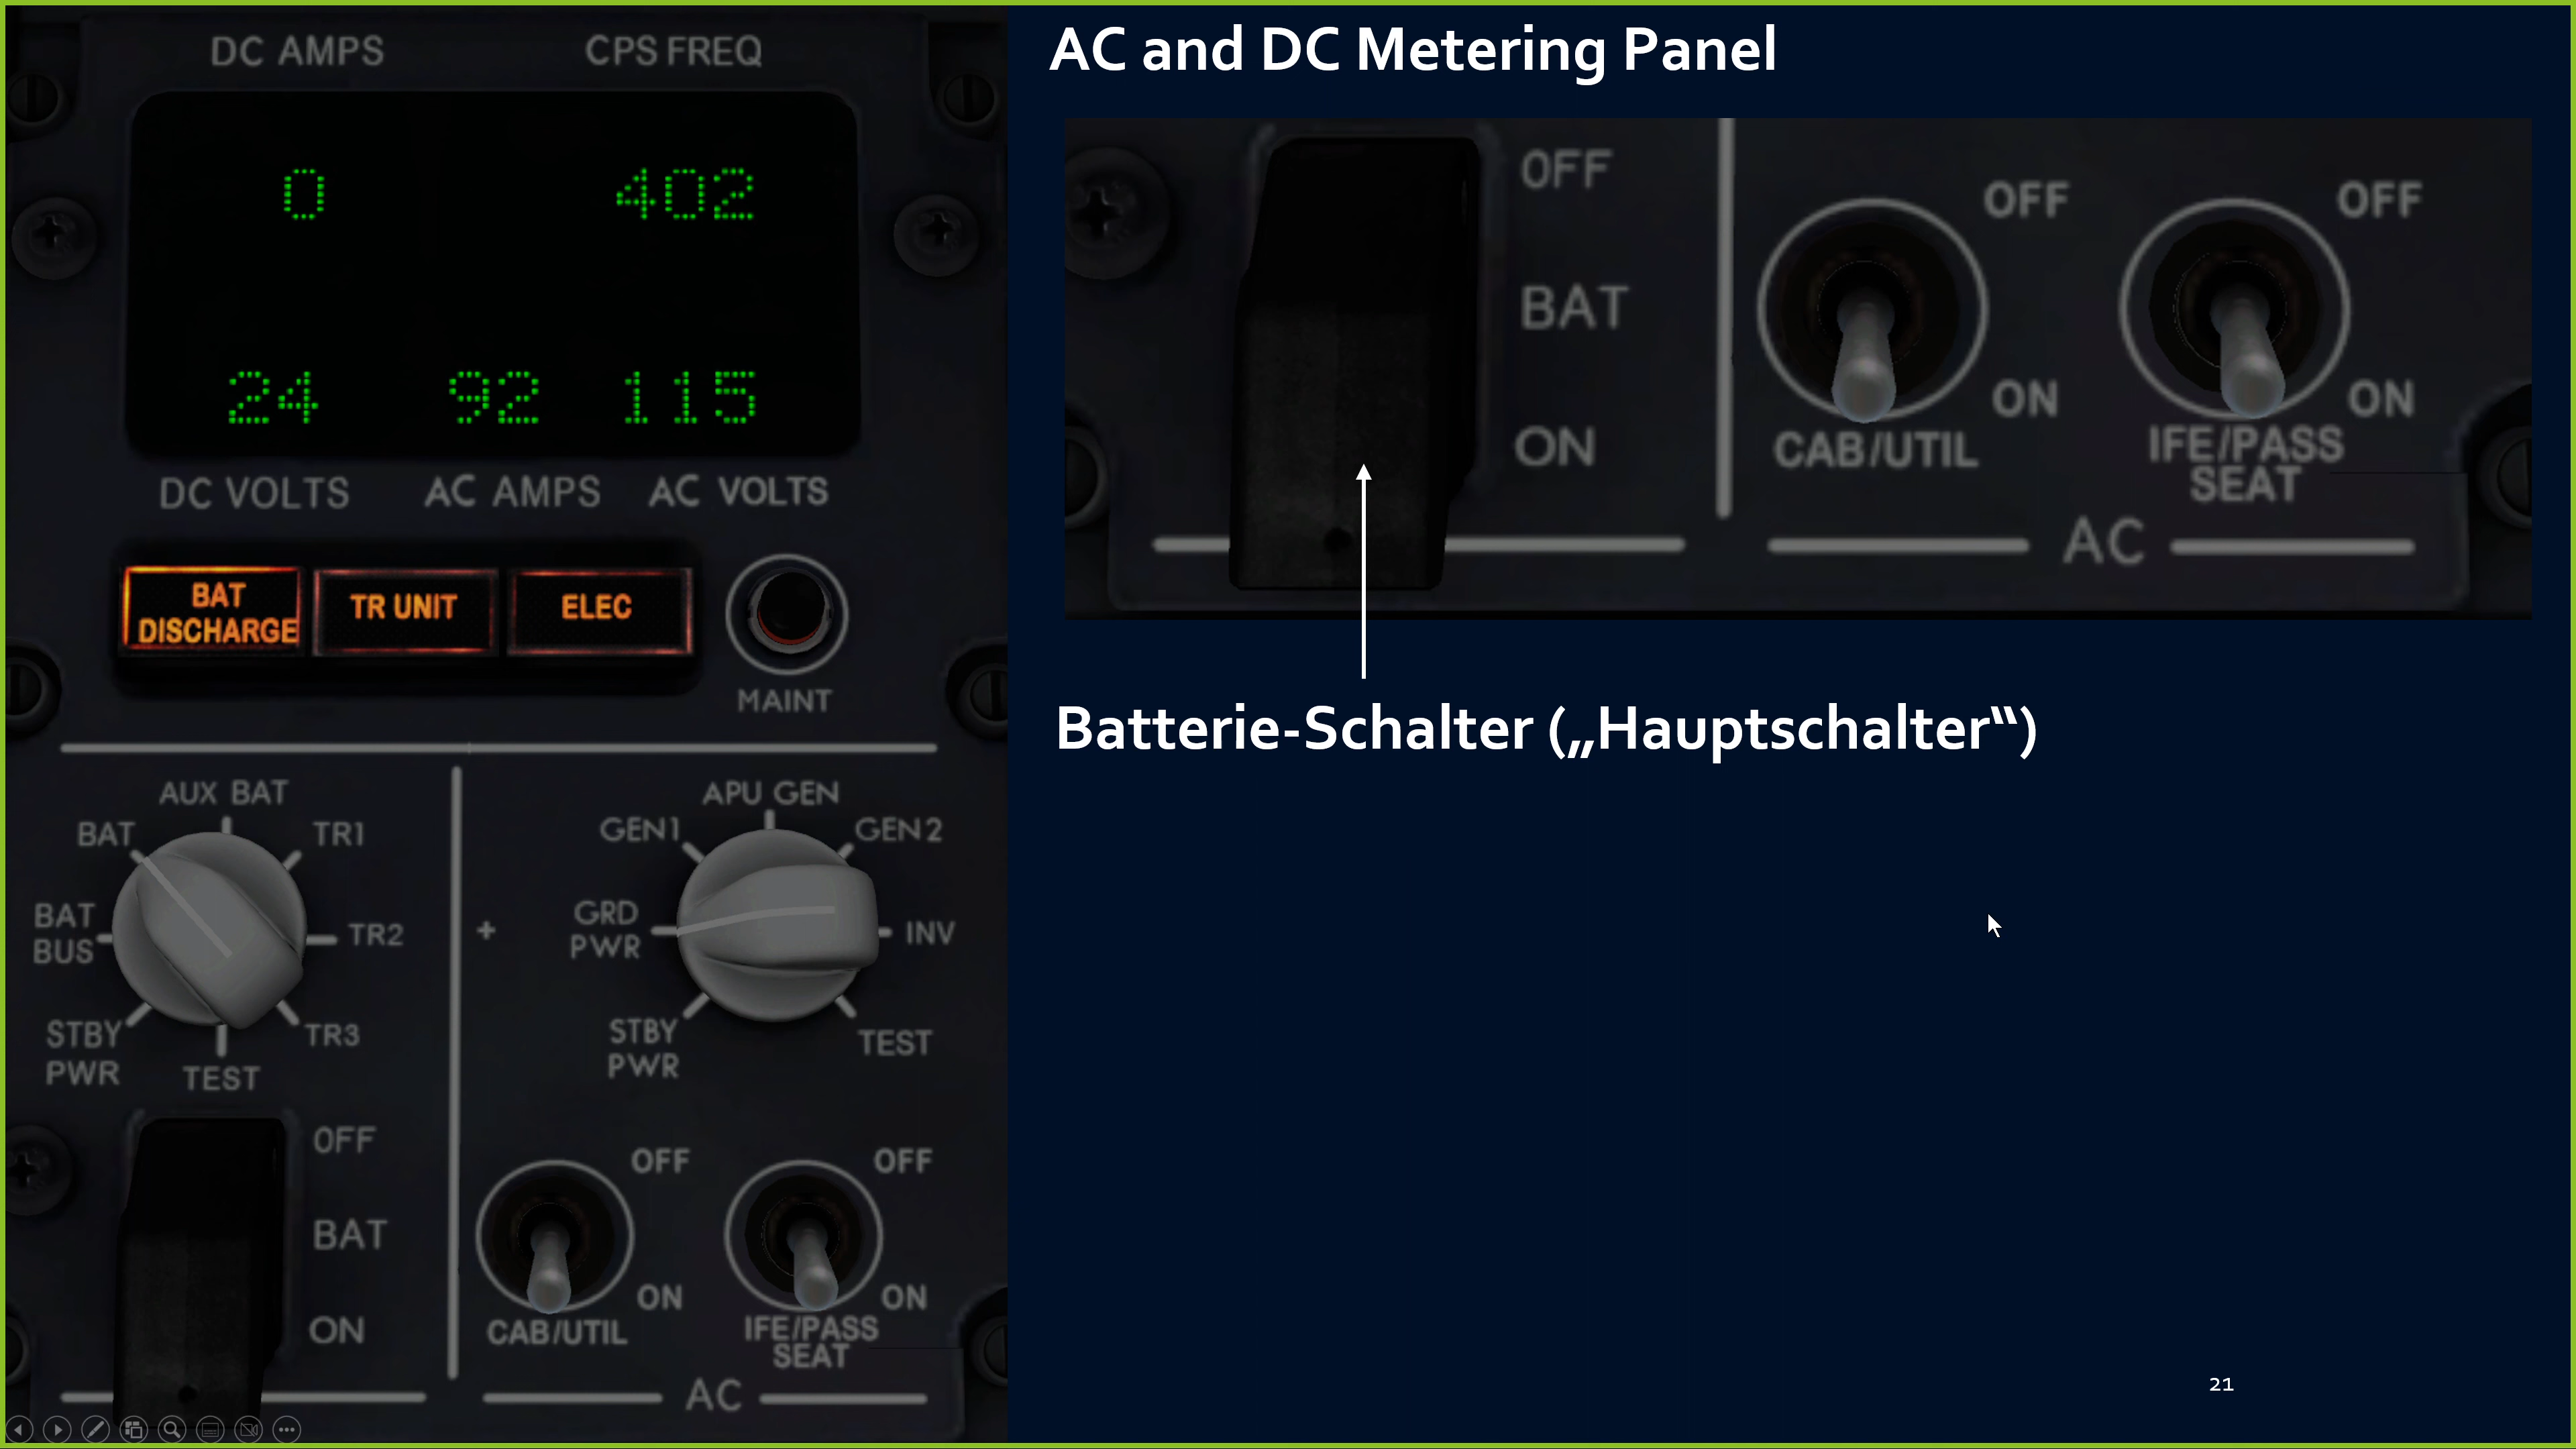 DC AMPS CPS FREQ
0 402
24 92 115
DC VOLTS AC AMPS AC VOLTS
BAT
DISCHARGE
TR UNIT
ELEC
MAINT
AUX BAT
BAT TR1
BAT
BUS
TR2
STBY
PWR
TR3
TEST
+
APU GEN
GEN1 GEN2
GRD
PWR
INV
STBY
PWR
TEST
OFF
BAT
ON
OFF
ON
CAB/UTIL
OFF
ON
IFE/PASS
SEAT
AC
AC and DC Metering Panel
OFF
BAT
ON
OFF
ON
CAB/UTIL
OFF
ON
IFE/PASS
SEAT
AC
Batterie-Schalter („Hauptschalter“)
21